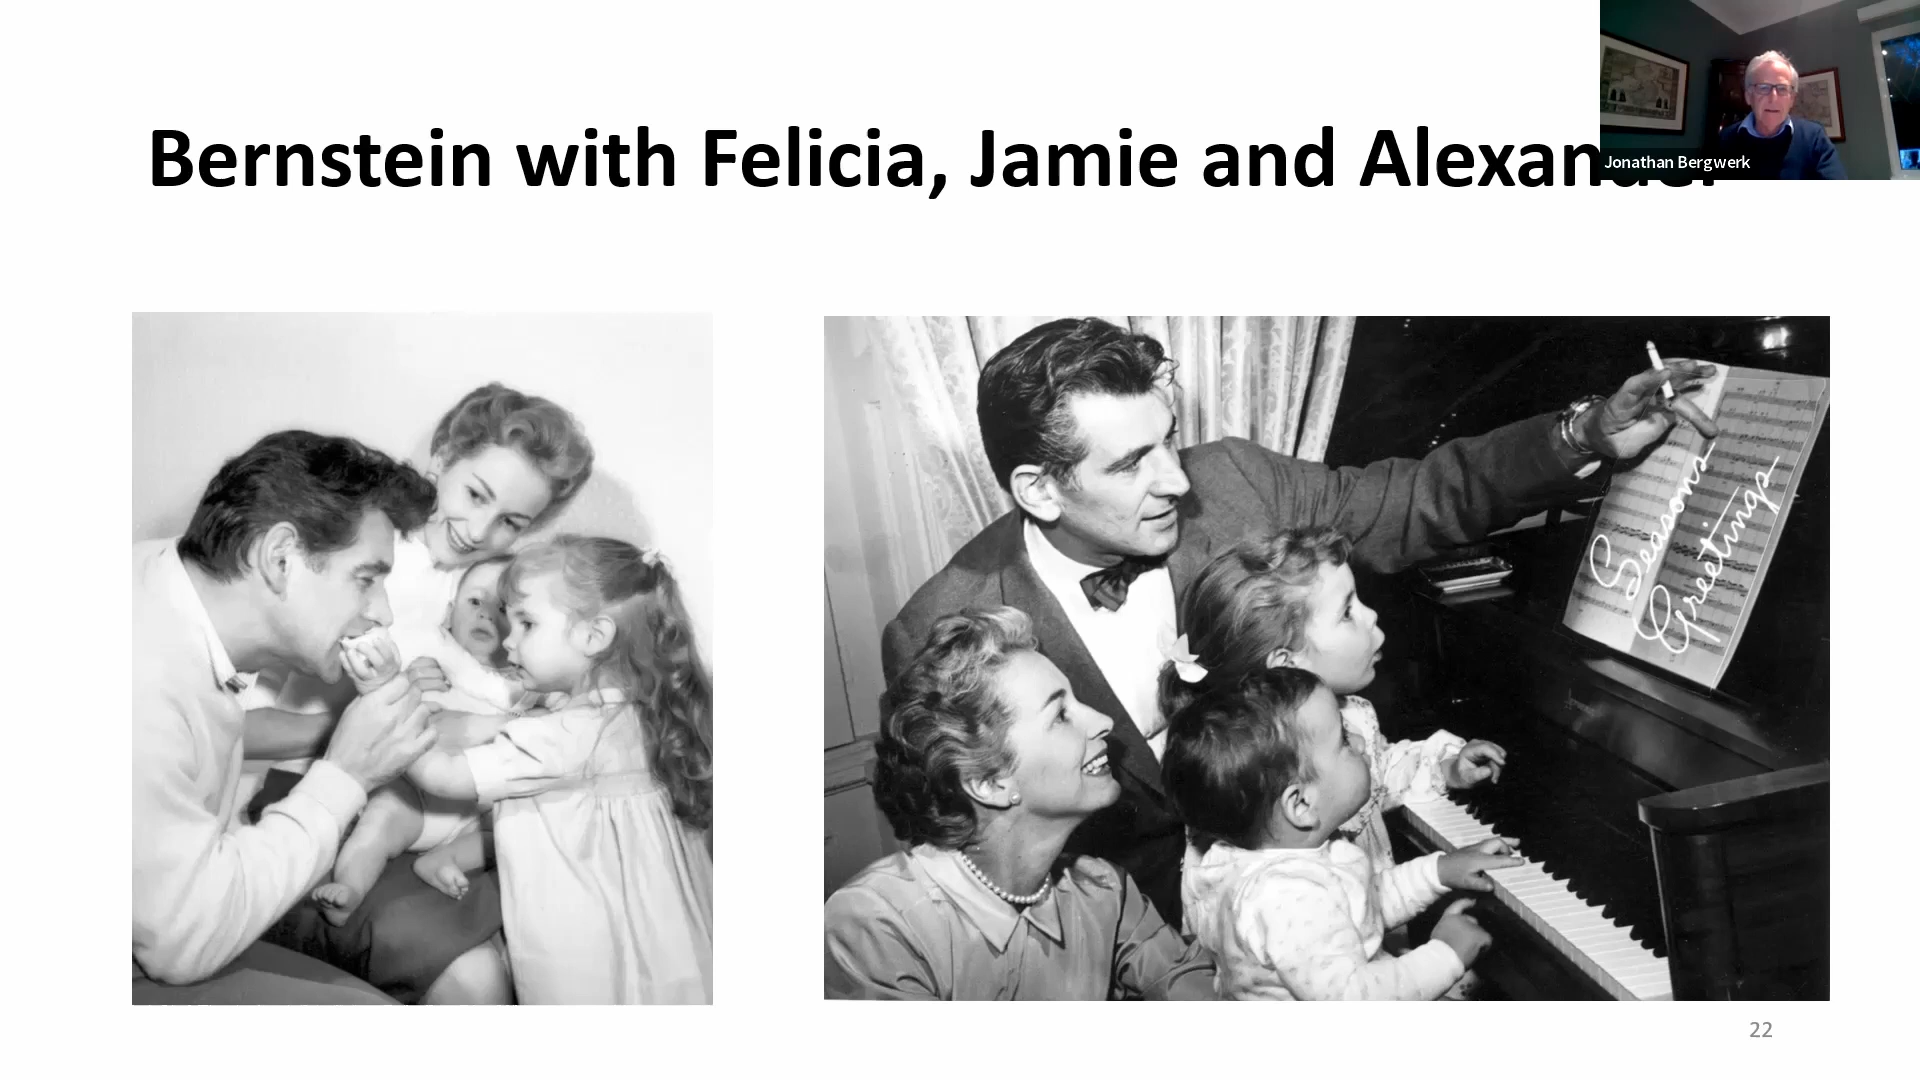 Bernstein with Felicia, Jamie and Alexander
Jonathan Bergwerk
Seasons
Greetings
22